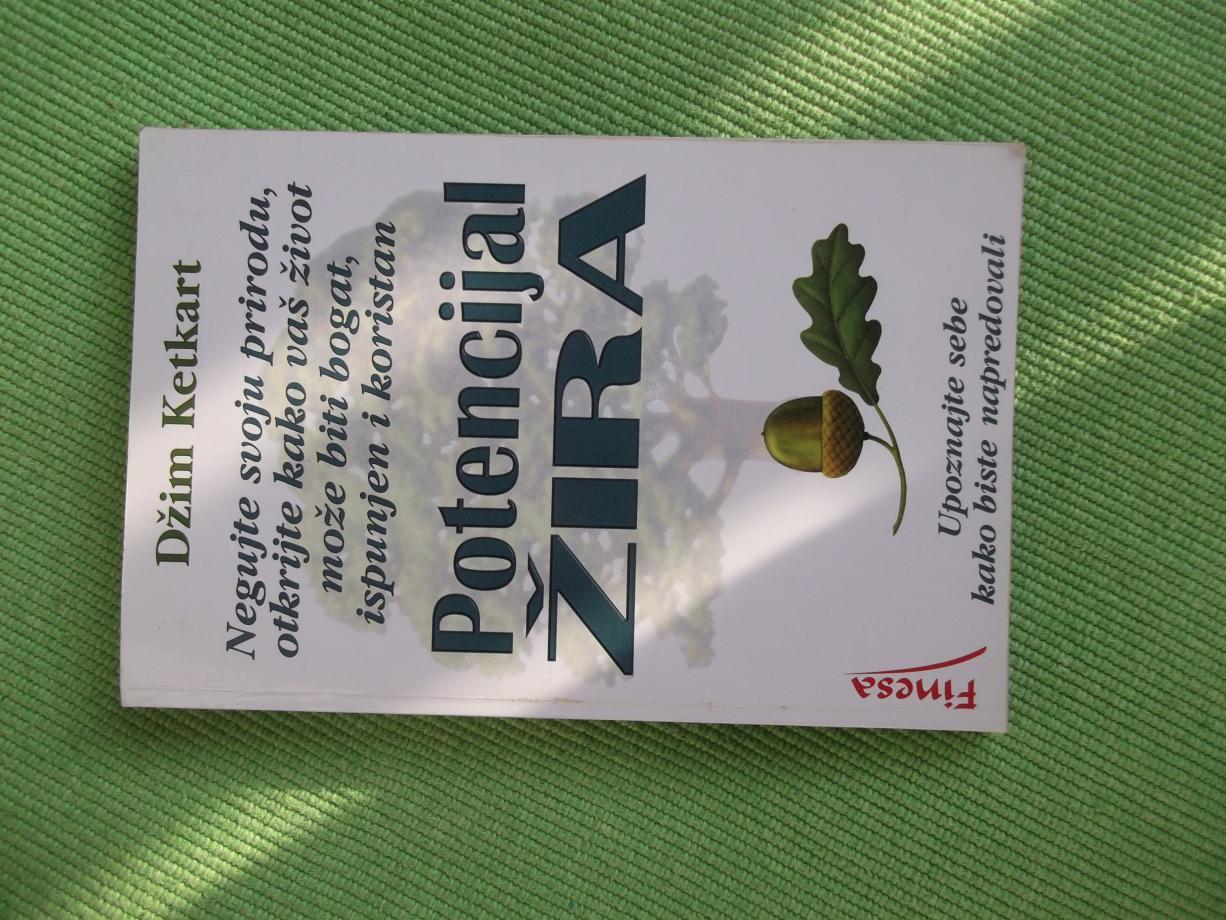 Džim Ketkart
Negujte svoju prirodu,
otkrijte kako vaš život
može biti bogat,
ispunjen i koristan
Potencijal
ŽIRA
Upoznajte sebe
kako biste napredovali
Finesa